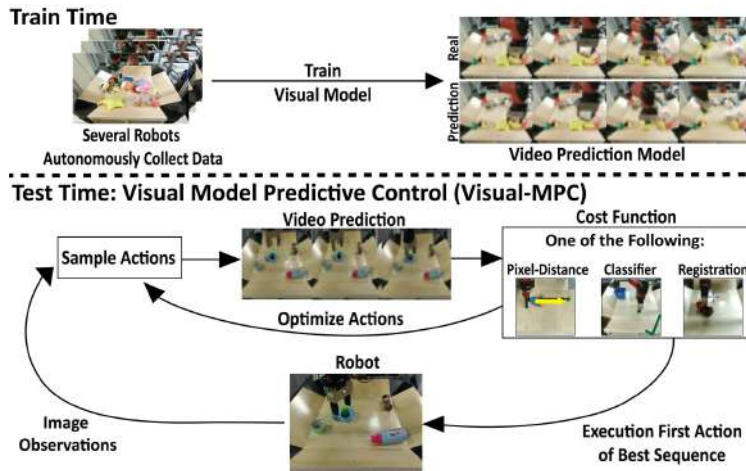 Train Time
Train
Visual Model
Several Robots
Autonomously Collect Data
Real
Prediction
Video Prediction Model
Test Time: Visual Model Predictive Control (Visual-MPC)
Video Prediction
Cost Function
One of the Following:
Sample Actions
Pixel-Distance
Classifier
Registration
Optimize Actions
Robot
Image
Observations
Execution First Action
of Best Sequence